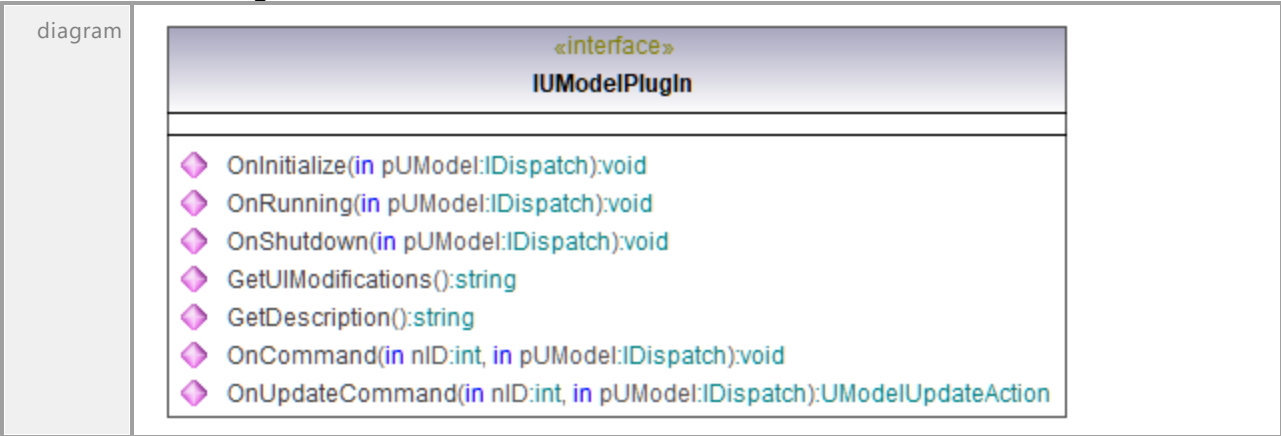 diagram
«interface»
IUModelPlugIn
OnInitialize(in pUModel:IDispatch):void
OnRunning(in pUModel:IDispatch):void
OnShutdown(in pUModel:IDispatch):void
GetUIModifications():string
GetDescription():string
OnCommand(in nID:int, in pUModel:IDispatch):void
OnUpdateCommand(in nID:int, in pUModel:IDispatch):UModelUpdateAction